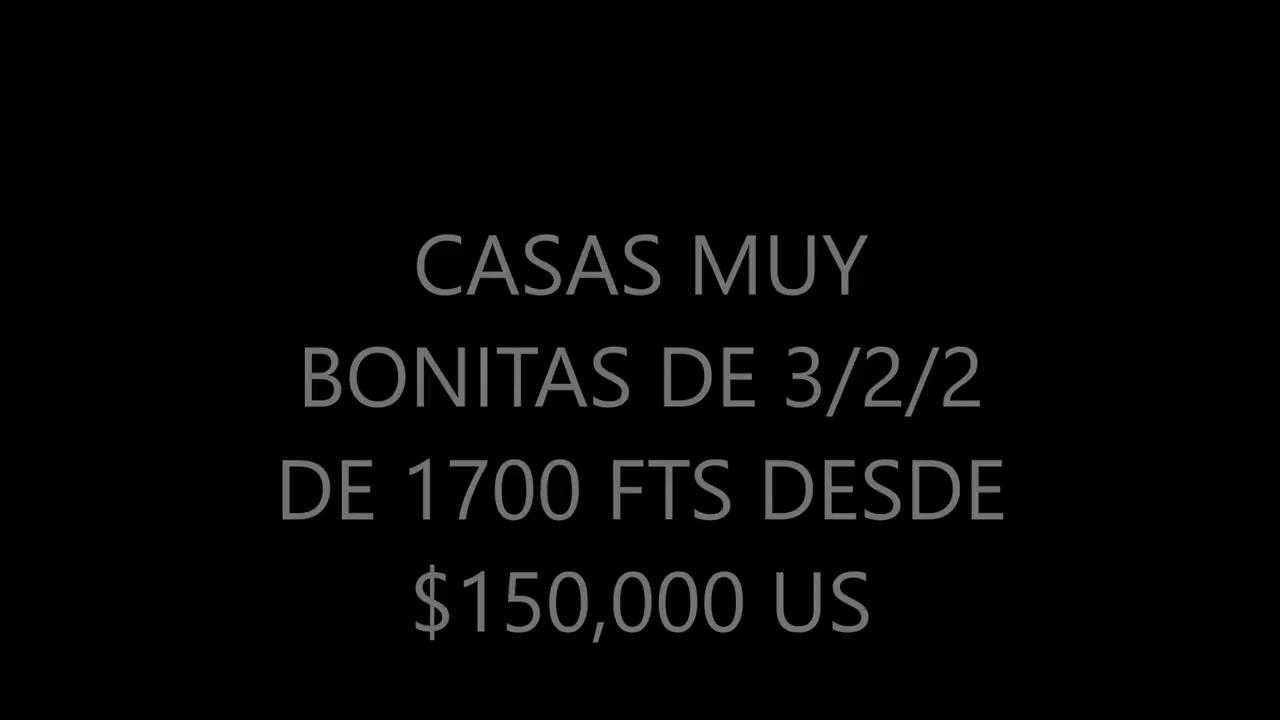 CASAS MUY
BONITAS DE 3/2/2
DE 1700 FTS DESDE
$150,000 US